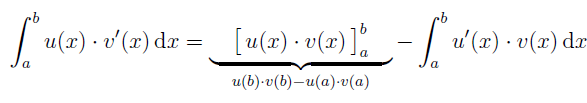 ∫_a^b u(x) · v′(x) dx = [ u(x) · v(x) ]_a^b − ∫_a^b u′(x) · v(x) dx
u(b)·v(b)−u(a)·v(a)